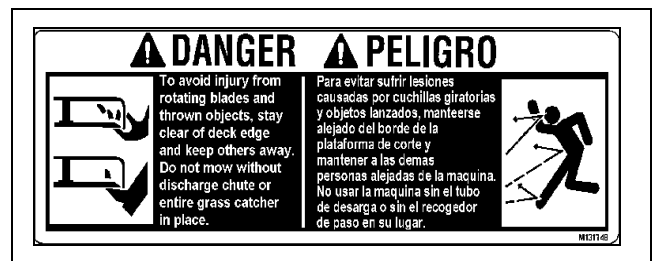 DANGER PELIGRO
To avoid injury from
rotating blades and
thrown objects, stay
clear of deck edge
and keep others away.
Do not mow without
discharge chute or
entire grass catcher
in place.
Para evitar sufrir lesiones
causadas por cuchillas giratorias
y objetos lanzados, manteerse
alejado del borde de la
plataforma de corte y
mantener a las demas
personas alejadas de la maquina.
No usar la maquina sin el tubo
de desarga o sin el recogedor
de paso en su lugar.
M131748